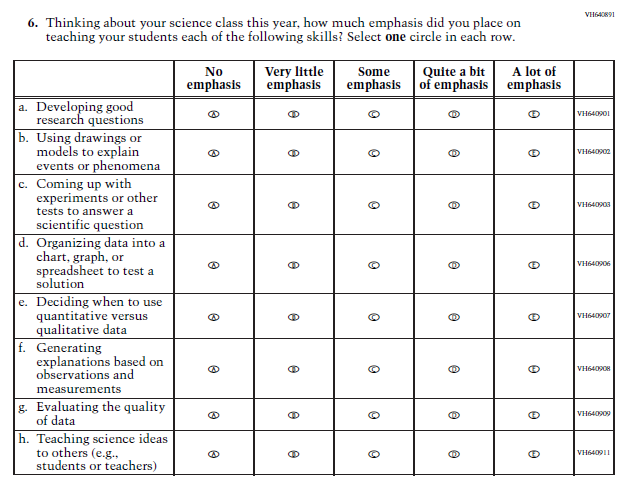 VH640891
6. Thinking about your science class this year, how much emphasis did you place on
teaching your students each of the following skills? Select one circle in each row.
No emphasis Very little emphasis Some emphasis Quite a bit of emphasis A lot of emphasis
a. Developing good
research questions
A B C D E VH640901
b. Using drawings or
models to explain
events or phenomena
A B C D E VH640902
c. Coming up with
experiments or other
tests to answer a
scientific question
A B C D E VH640903
d. Organizing data into a
chart, graph, or
spreadsheet to test a
solution
A B C D E VH640906
e. Deciding when to use
quantitative versus
qualitative data
A B C D E VH640907
f. Generating
explanations based on
observations and
measurements
A B C D E VH640908
g. Evaluating the quality
of data
A B C D E VH640909
h. Teaching science ideas
to others (e.g.,
students or teachers)
A B C D E VH640911